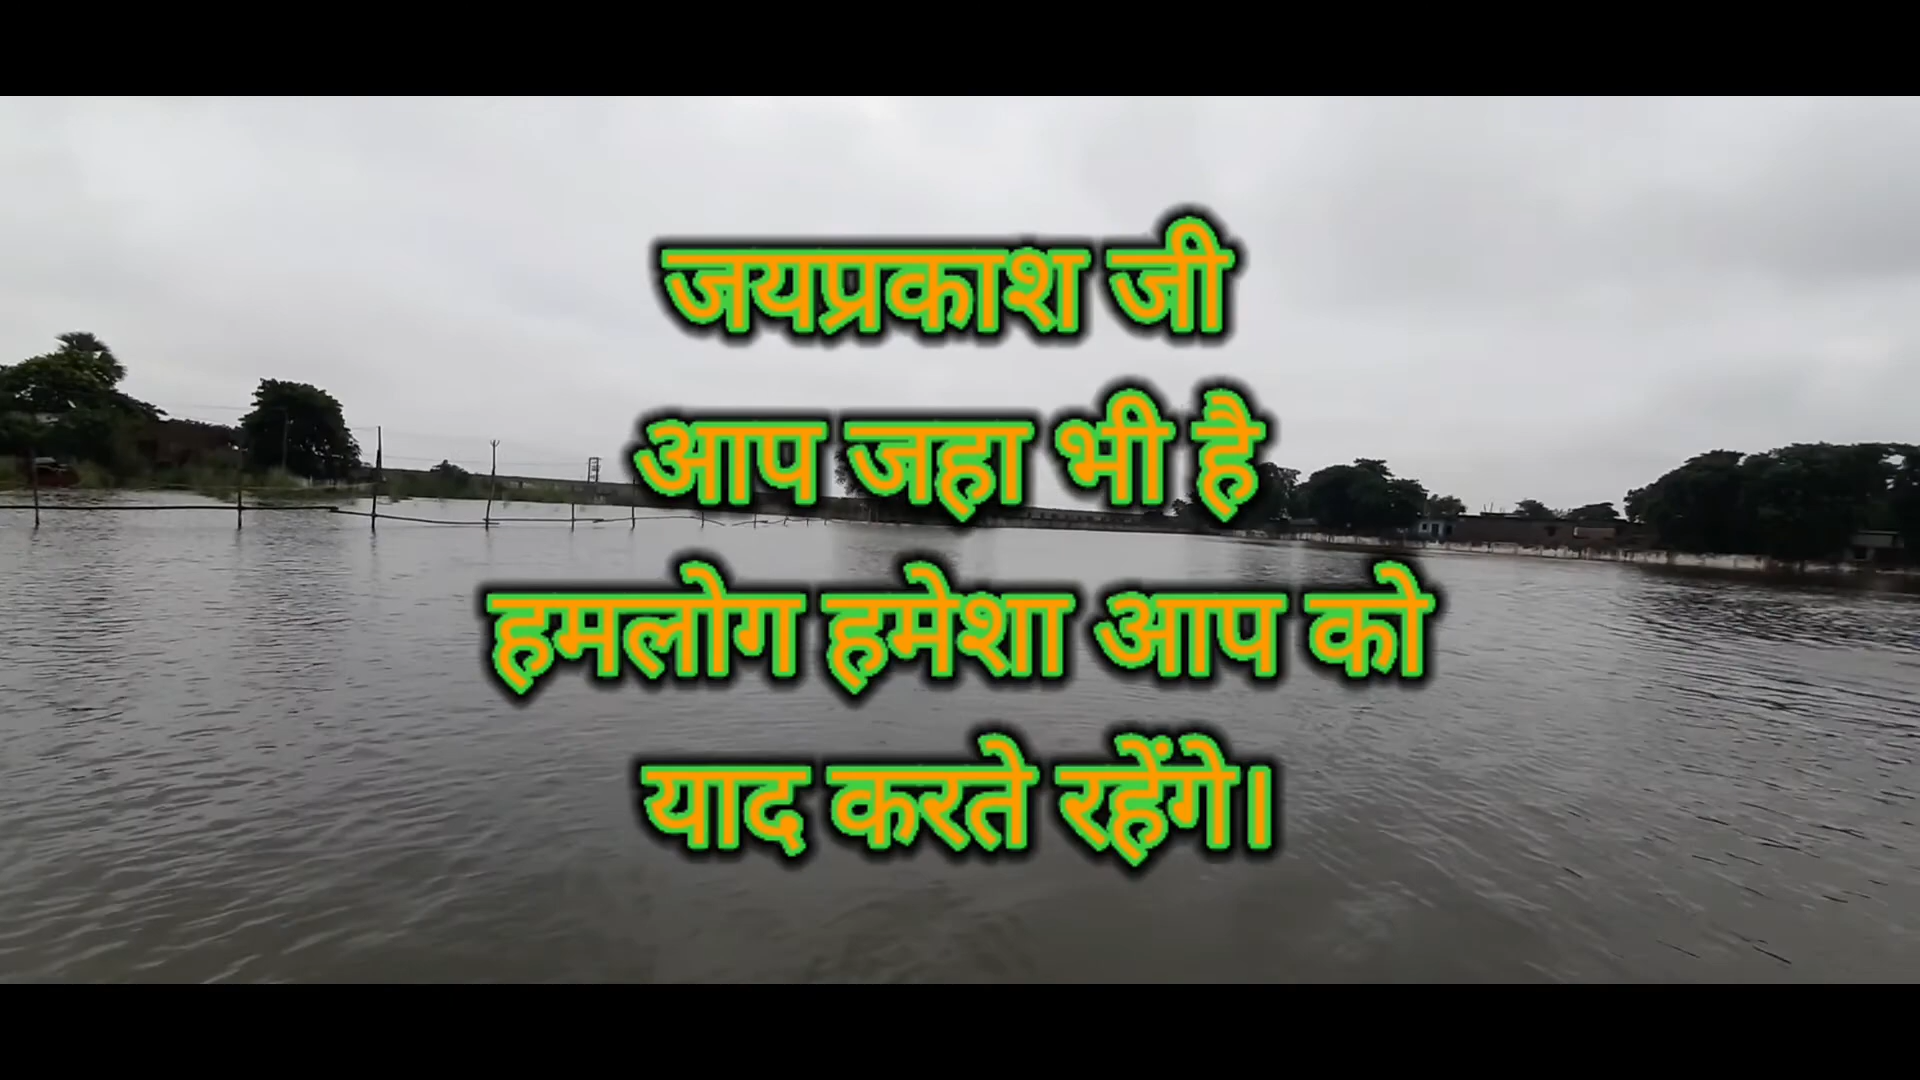 जयप्रकाश जी
आप जहा भी है
हमलोग हमेशा आप को
याद करते रहेंगे।